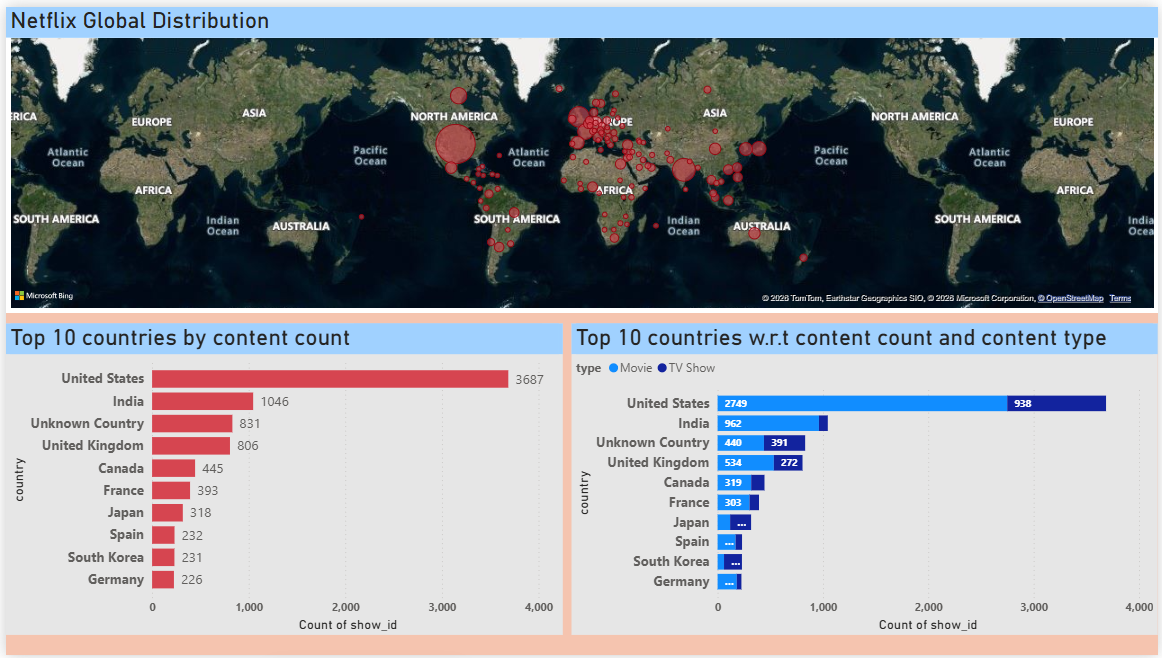 Netflix Global Distribution
ERICA
EUROPE
ASIA
NORTH AMERICA
EUROPE
ASIA
NORTH AMERICA
EUROPE
Atlantic
Ocean
Pacific
Ocean
Atlantic
Ocean
Pacific
Ocean
Atlantic
Ocean
AFRICA
AFRICA
AFRICA
SOUTH AMERICA
Indian
Ocean
AUSTRALIA
SOUTH AMERICA
Indian
Ocean
AUSTRALIA
SOUTH AMERICA
India
Ocea
Microsoft Bing
© 2026 TomTom, Earthstar Geographics SIO, © 2026 Microsoft Corporation, © OpenStreetMap Terms
Top 10 countries by content count
country
United States 3687
India 1046
Unknown Country 831
United Kingdom 806
Canada 445
France 393
Japan 318
Spain 232
South Korea 231
Germany 226
0 1,000 2,000 3,000 4,000
Count of show_id
Top 10 countries w.r.t content count and content type
type Movie TV Show
country
United States 2749 938
India 962
Unknown Country 440 391
United Kingdom 534 272
Canada 319
France 303
Japan ...
Spain ...
South Korea ...
Germany ...
0 1,000 2,000 3,000 4,000
Count of show_id